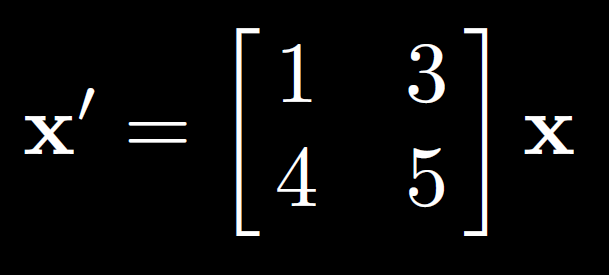 x′ = [1 3
4 5] x